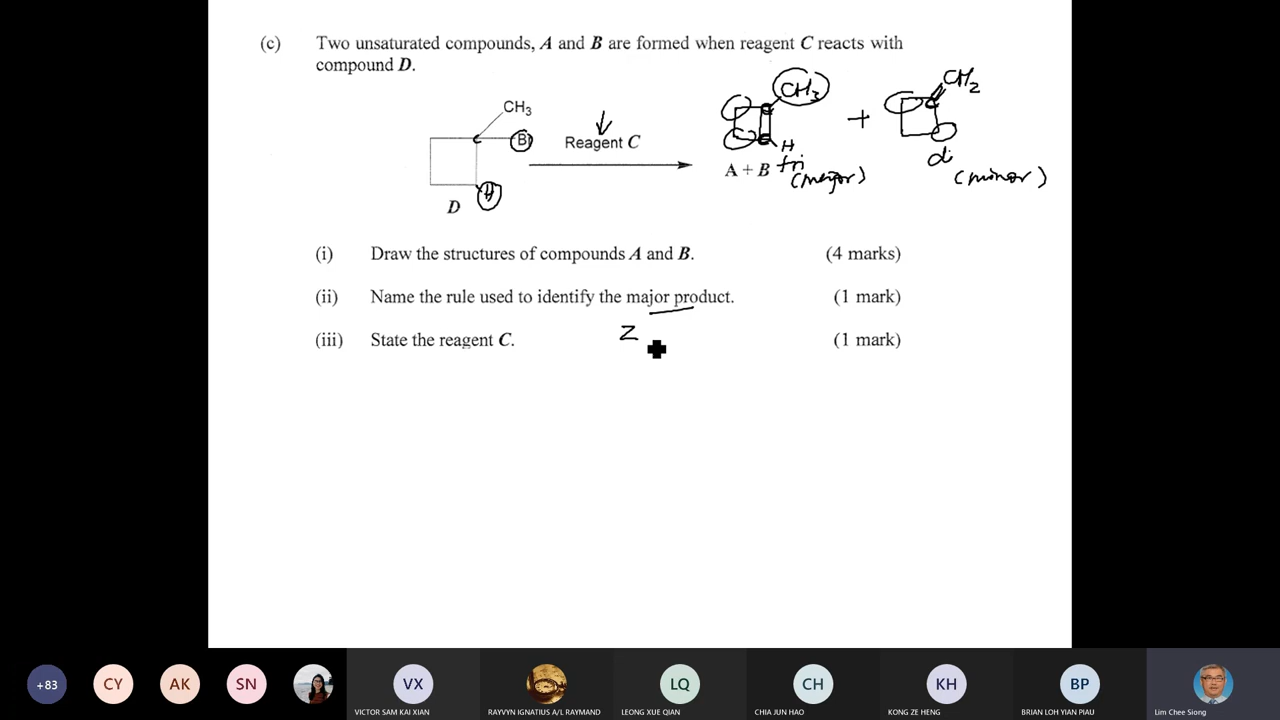 (c) Two unsaturated compounds, A and B are formed when reagent C reacts with
compound D.
CH3
Br
Reagent C
H
D
CH3
H
+
CH2
A + B
tri
(major)
di
(minor)
(i) Draw the structures of compounds A and B. (4 marks)
(ii) Name the rule used to identify the major product. (1 mark)
(iii) State the reagent C. (1 mark)
Z
+83
CY
AK
SN
VX
LQ
CH
KH
BP
VICTOR SAM KAI XIAN
RAYVYN IGNATIUS A/L RAYMAND
LEONG XUE QIAN
CHIA JUN HAO
KONG ZE HENG
BRIAN LOH YIAN PIAU
Lim Chee Siong